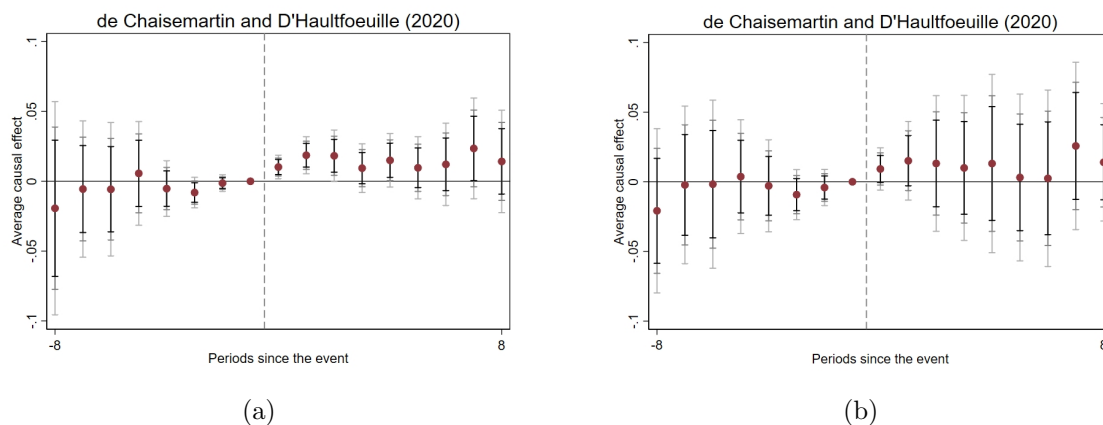 de Chaisemartin and D'Haultfoeuille (2020)
Average causal effect
.1
.05
0
-.05
-.1
-8
8
Periods since the event
(a)
de Chaisemartin and D'Haultfoeuille (2020)
Average causal effect
.1
.05
0
-.05
-.1
-8
8
Periods since the event
(b)